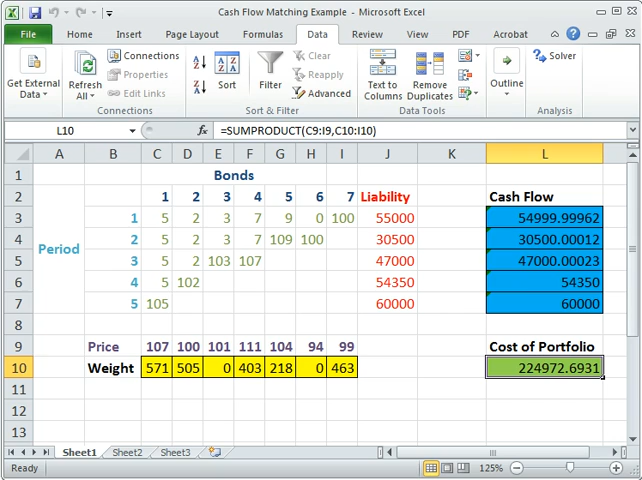 Cash Flow Matching Example - Microsoft Excel
File Home Insert Page Layout Formulas Data Review View PDF Acrobat
Get External Data
Refresh All
Connections
Properties
Edit Links
Connections
Sort
Filter
Clear
Reapply
Advanced
Sort & Filter
Text to Columns
Remove Duplicates
Data Tools
Outline
Solver
Analysis
L10 fx =SUMPRODUCT(C9:I9,C10:I10)
A B C D E F G H I J K L
1 Bonds
2 1 2 3 4 5 6 7 Liability Cash Flow
3 1 5 2 3 7 9 0 100 55000 54999.99962
4 2 5 2 3 7 109 100 30500 30500.00012
5 Period 3 5 2 103 107 47000 47000.00023
6 4 5 102 54350 54350
7 5 105 60000 60000
8
9 Price 107 100 101 111 104 94 99 Cost of Portfolio
10 Weight 571 505 0 403 218 0 463 224972.6931
11
12
13
Sheet1 Sheet2 Sheet3
Ready 125%